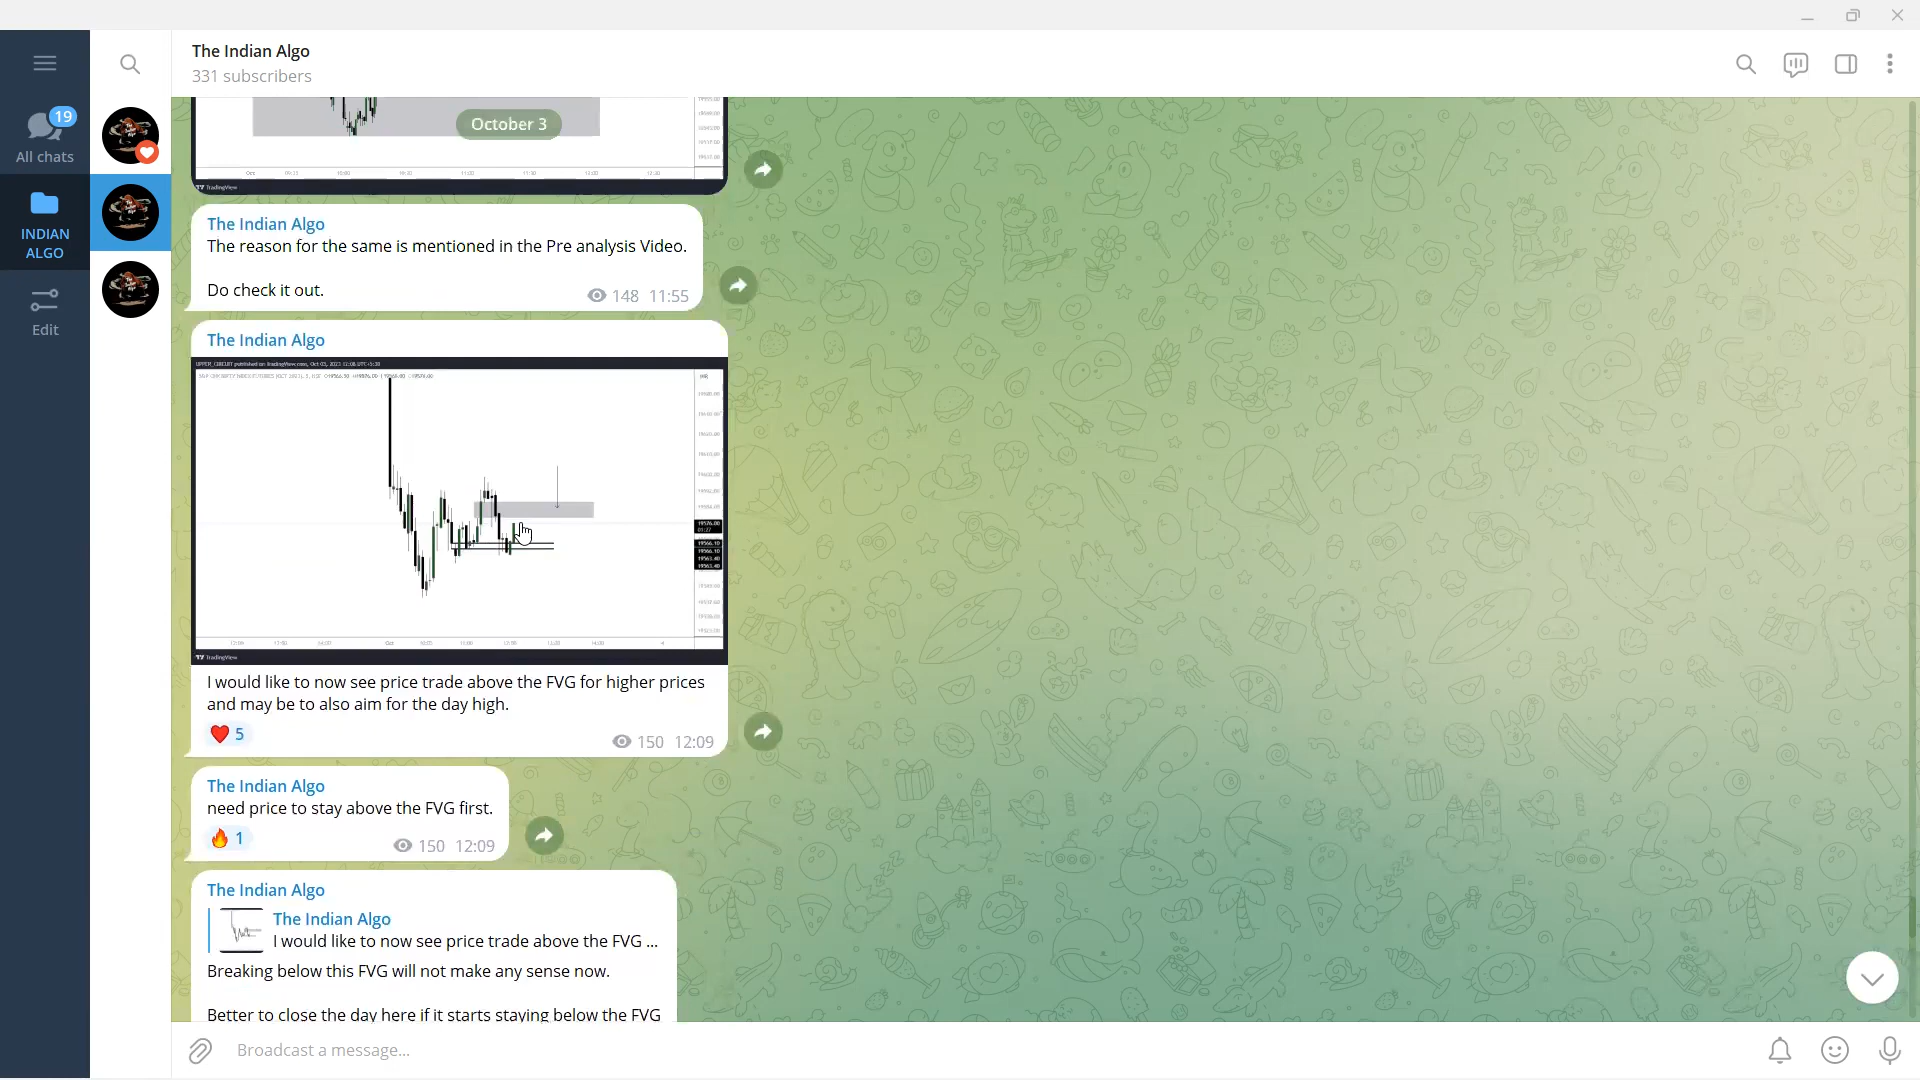 The Indian Algo
331 subscribers
19
All chats
INDIAN
ALGO
Edit
October 3
TradingView
The Indian Algo
The reason for the same is mentioned in the Pre analysis Video.
Do check it out.
148 11:55
The Indian Algo
TradingView
I would like to now see price trade above the FVG for higher prices
and may be to also aim for the day high.
5
150 12:09
The Indian Algo
need price to stay above the FVG first.
1
150 12:09
The Indian Algo
The Indian Algo
I would like to now see price trade above the FVG ...
Breaking below this FVG will not make any sense now.
Better to close the day here if it starts staying below the FVG
Broadcast a message...